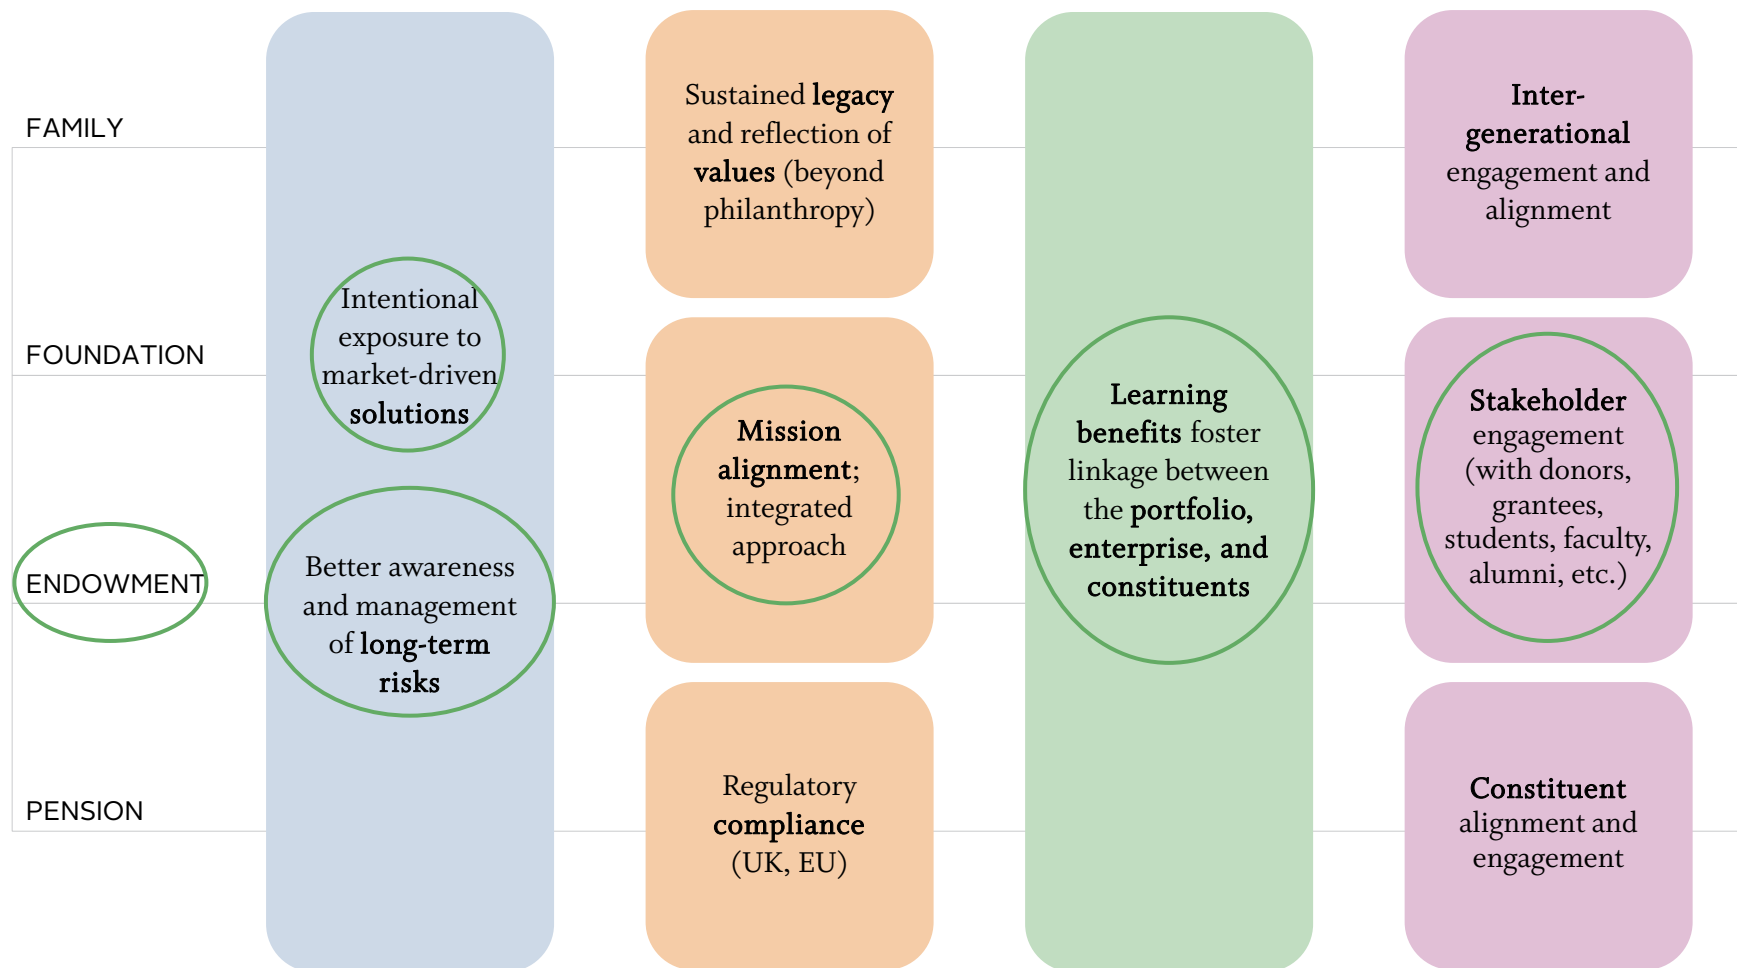 FAMILY
FOUNDATION
ENDOWMENT
PENSION
Intentional
exposure to
market-driven
solutions
Better awareness
and management
of long-term
risks
Sustained legacy
and reflection of
values (beyond
philanthropy)
Mission
alignment;
integrated
approach
Regulatory
compliance
(UK, EU)
Learning
benefits foster
linkage between
the portfolio,
enterprise, and
constituents
Inter-
generational
engagement and
alignment
Stakeholder
engagement
(with donors,
grantees,
students, faculty,
alumni, etc.)
Constituent
alignment and
engagement